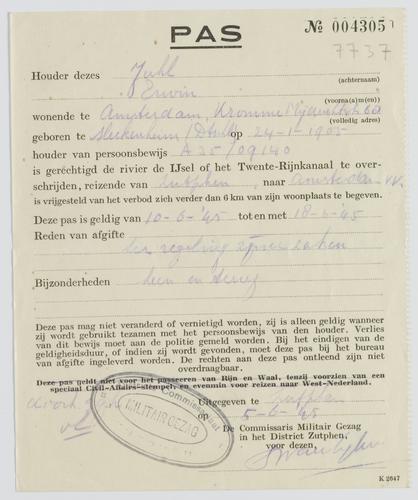 PAS
№ 004305
7737
Houder dezes Juhl
(achternaam)
Erwin
(voorna(a)m(en))
wonende te Amsterdam, Kromme
(volledig adres)
geboren te op 24-1-1905
houder van persoonsbewijs A 35/09140
is gerechtigd de rivier de IJsel of het Twente-Rijnkanaal te over-
schrijden, reizende van Zutphen, naar Amsterdam v.v.
is vrijgesteld van het verbod zich verder dan 6 km van zijn woonplaats te begeven.
Deze pas is geldig van 10-6-'45 tot en met 18-6-45
Reden van afgifte
ter regeling zijner zaken
Bijzonderheden heen en terug
Deze pas mag niet veranderd of vernietigd worden, zij is alleen geldig wanneer
zij wordt gebruikt tezamen met het persoonsbewijs van den houder. Verlies
van dit bewijs moet aan de politie gemeld worden. Bij het eindigen van de
geldigheidsduur, of indien zij wordt gevonden, moet deze pas bij het bureau
van afgifte ingeleverd worden. De rechten aan deze pas ontleend zijn niet
overdraagbaar.
Deze pas geldt niet voor het passeeren van Rijn en Waal, tenzij voorzien van een
speciaal Civil-Affairs-stempel, en evenmin voor reizen naar West-Nederland.
Uitgegeven te Zutphen
op 5-6-'45
MILITAIR GEZAG
De Commissaris Militair Gezag
in het District Zutphen,
voor dezen,
K 2647